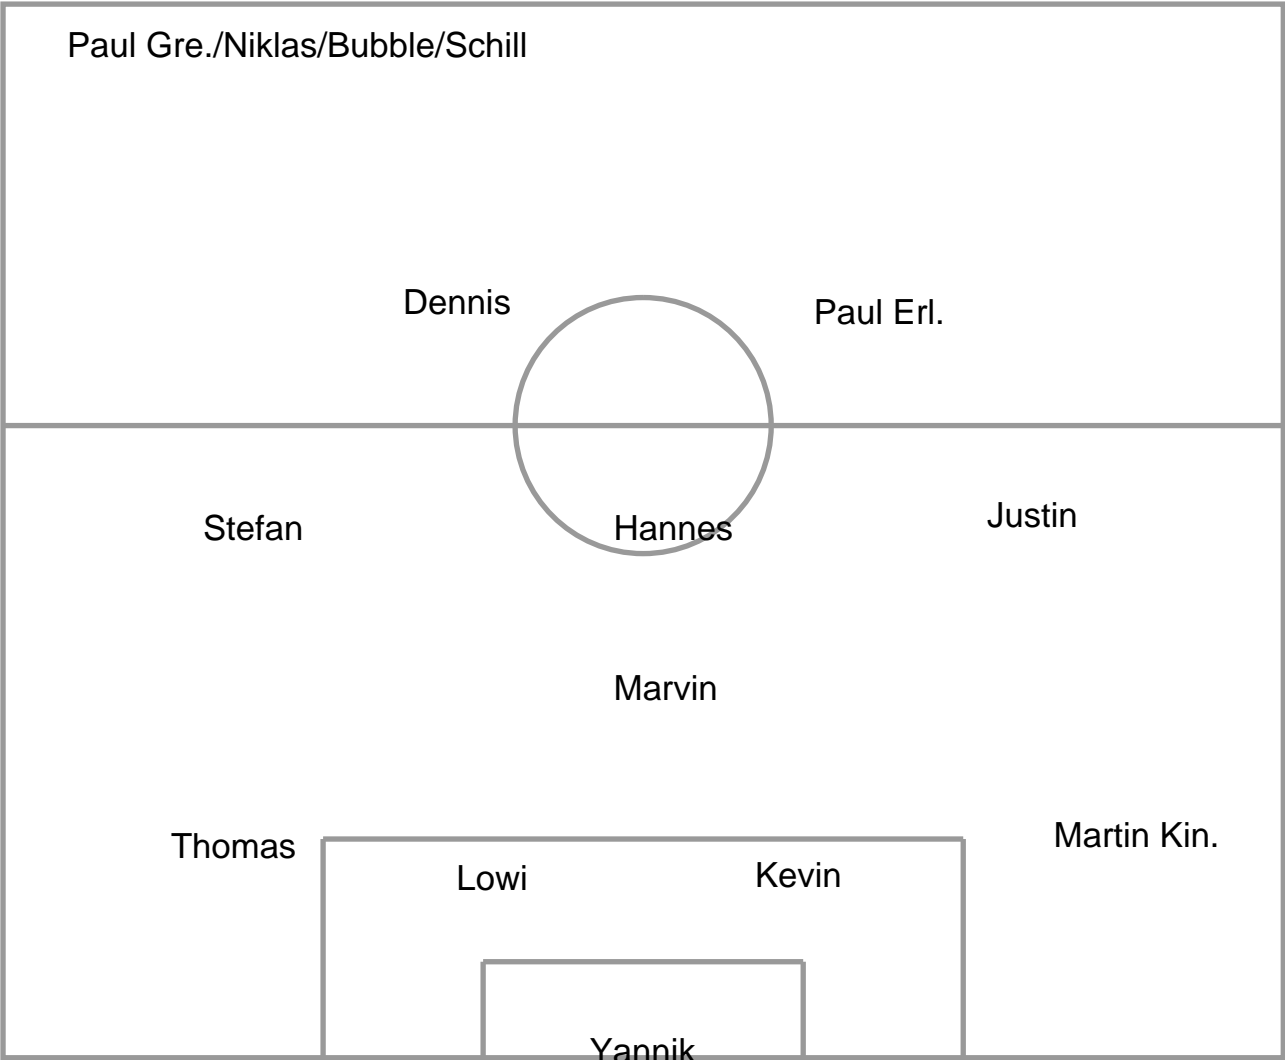 Paul Gre./Niklas/Bubble/Schill
Dennis
Paul Erl.
Stefan
Hannes
Justin
Marvin
Thomas
Martin Kin.
Lowi
Kevin
Yannik